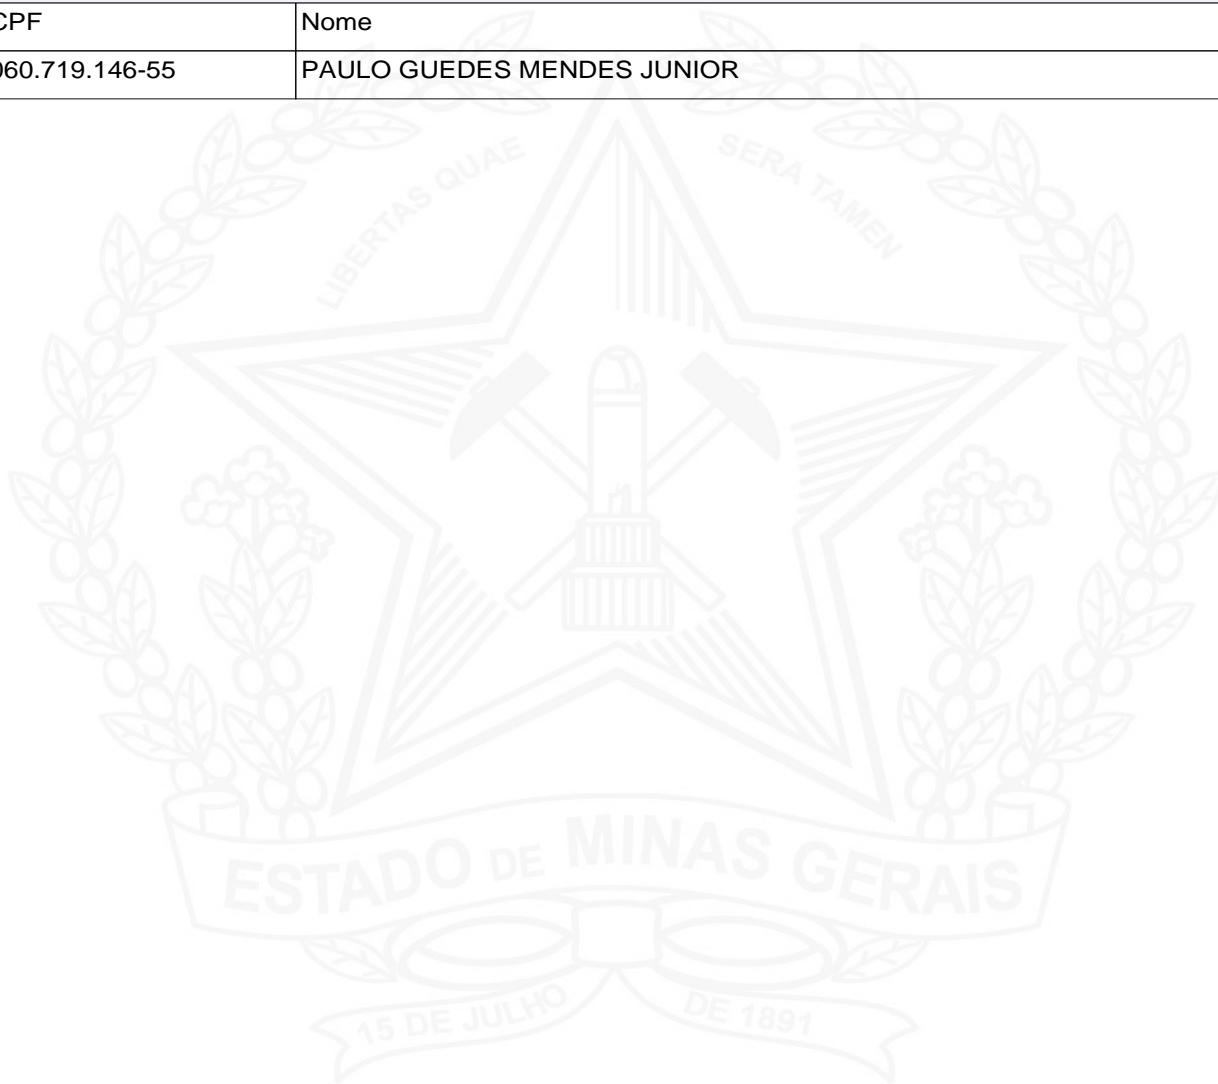 CPF Nome
060.719.146-55 PAULO GUEDES MENDES JUNIOR
LIBERTAS QUAE SERA TAMEN
ESTADO DE MINAS GERAIS
15 DE JULHO DE 1891